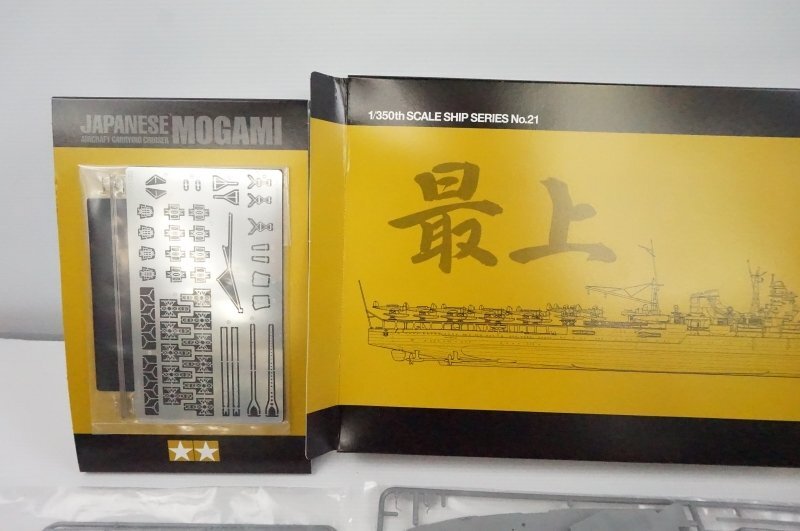 JAPANESE
AIRCRAFT CARRYING CRUISER
MOGAMI
1/350th SCALE SHIP SERIES No.21
最上